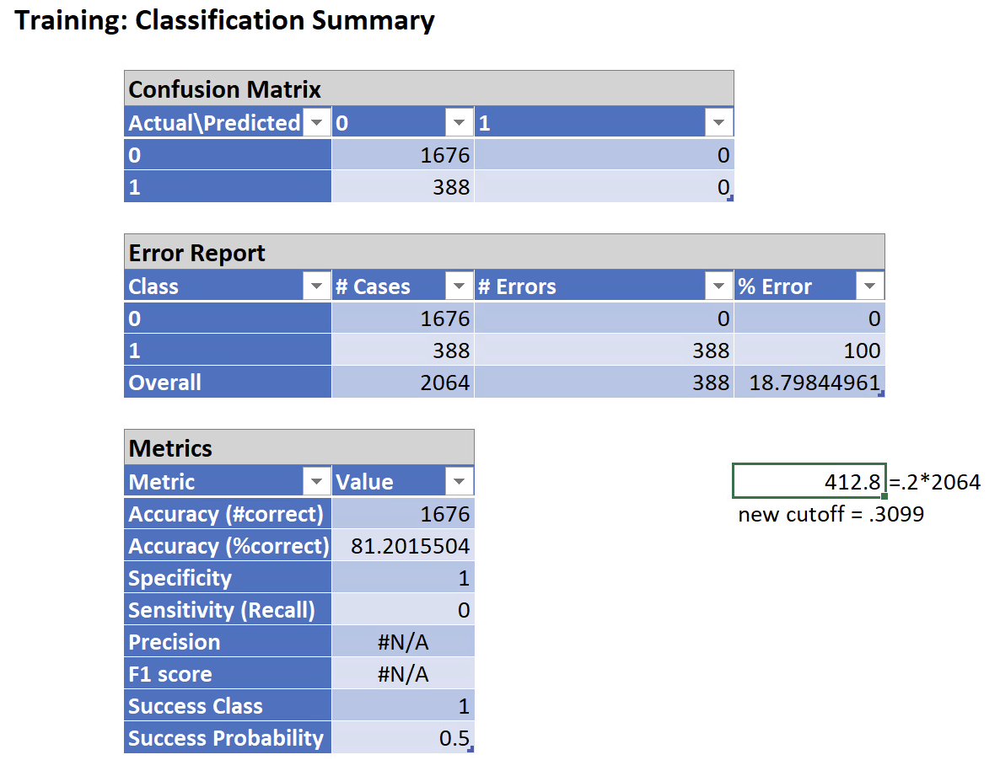 Training: Classification Summary
Confusion Matrix
Actual\Predicted 0 1
0 1676 0
1 388 0
Error Report
Class # Cases # Errors % Error
0 1676 0 0
1 388 388 100
Overall 2064 388 18.79844961
Metrics
Metric Value
412.8 =.2*2064
Accuracy (#correct) 1676
new cutoff = .3099
Accuracy (%correct) 81.2015504
Specificity 1
Sensitivity (Recall) 0
Precision #N/A
F1 score #N/A
Success Class 1
Success Probability 0.5